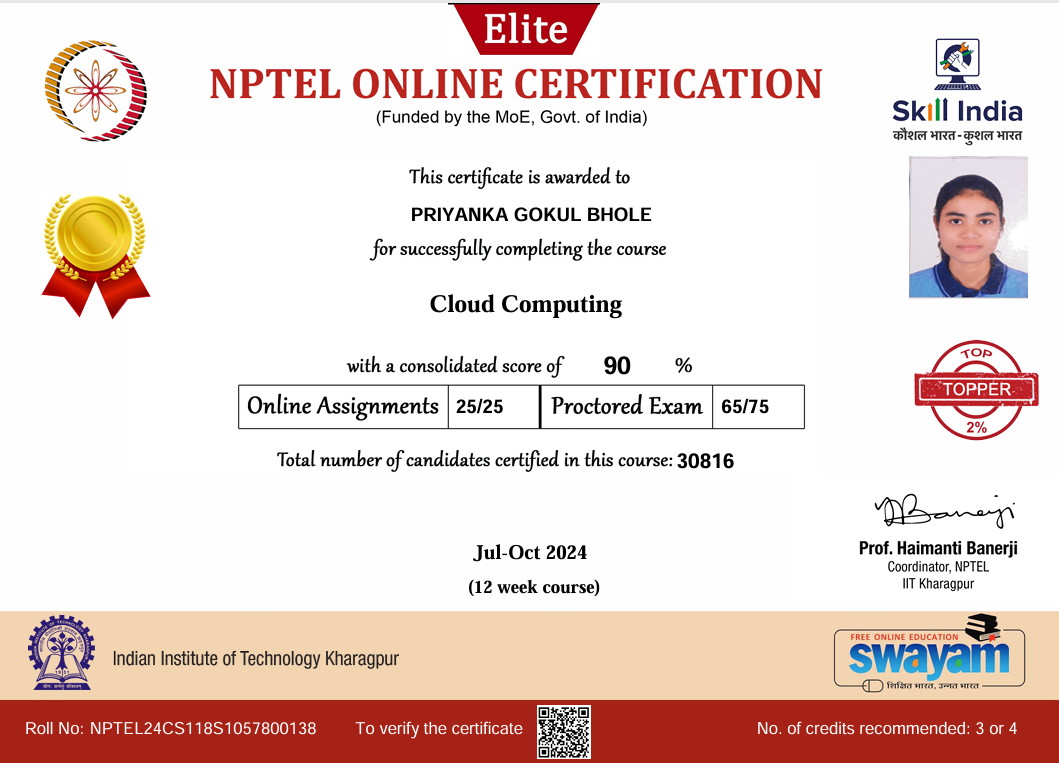 Elite
NPTEL ONLINE CERTIFICATION
(Funded by the MoE, Govt. of India)
Skill India
कौशल भारत - कुशल भारत
This certificate is awarded to
PRIYANKA GOKUL BHOLE
for successfully completing the course
Cloud Computing
with a consolidated score of 90 %
Online Assignments 25/25 Proctored Exam 65/75
TOP
TOPPER
2%
Total number of candidates certified in this course: 30816
Prof. Haimanti Banerji
Coordinator, NPTEL
IIT Kharagpur
Jul-Oct 2024
(12 week course)
Indian Institute of Technology Kharagpur
FREE ONLINE EDUCATION
swayam
शिक्षित भारत, उन्नत भारत
Roll No: NPTEL24CS118S1057800138 To verify the certificate No. of credits recommended: 3 or 4